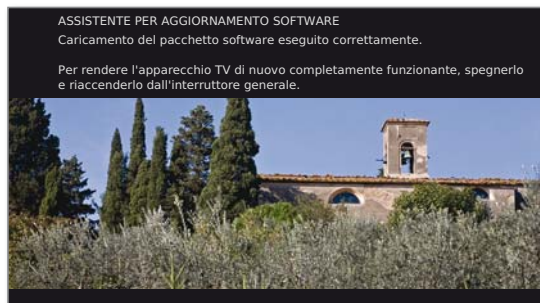 ASSISTENTE PER AGGIORNAMENTO SOFTWARE
Caricamento del pacchetto software eseguito correttamente.
Per rendere l'apparecchio TV di nuovo completamente funzionante, spegnerlo
e riaccenderlo dall'interruttore generale.